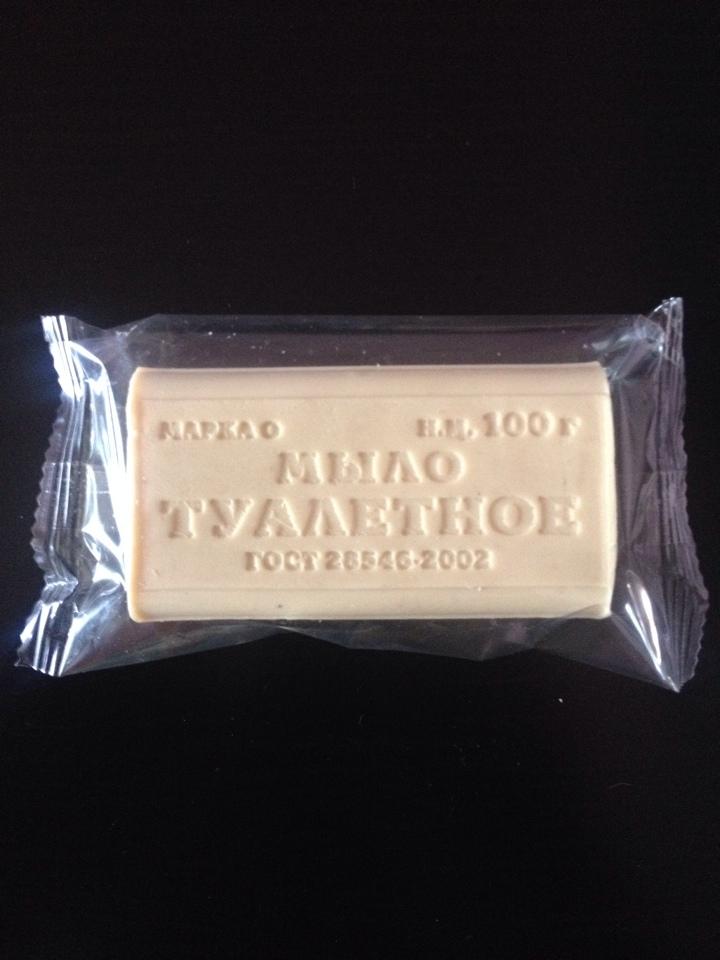 МАРКА О Н.М. 100 г
МЫЛО
ТУАЛЕТНОЕ
ГОСТ 28546-2002